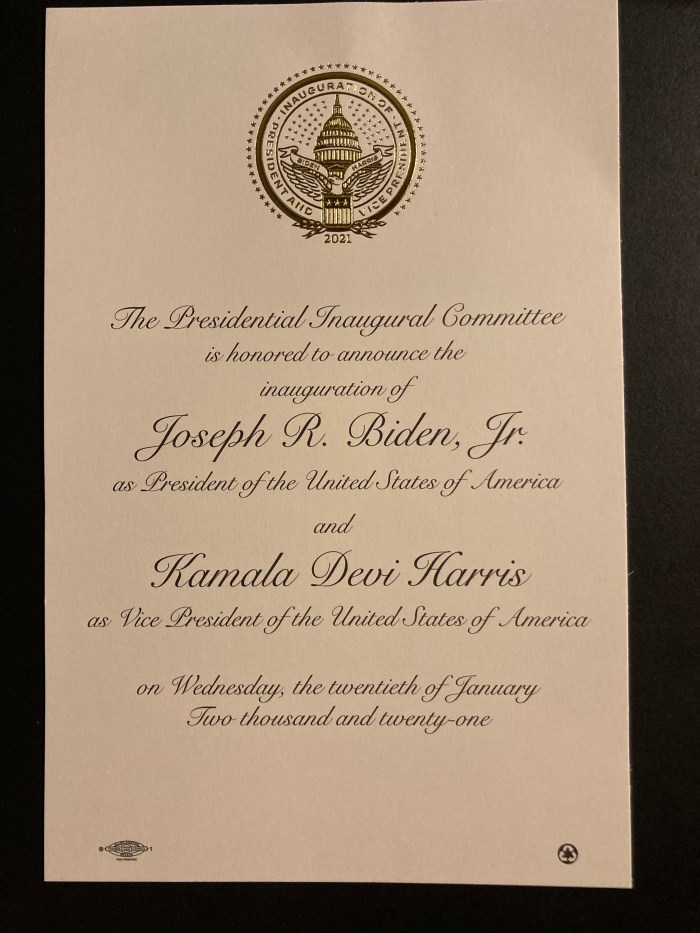 INAUGURATION OF
PRESIDENT AND VICE PRESIDENT
BIDEN HARRIS
2021
The Presidential Inaugural Committee
is honored to announce the
inauguration of
Joseph R. Biden, Jr.
as President of the United States of America
and
Kamala Devi Harris
as Vice President of the United States of America
on Wednesday, the twentieth of January
Two thousand and twenty-one